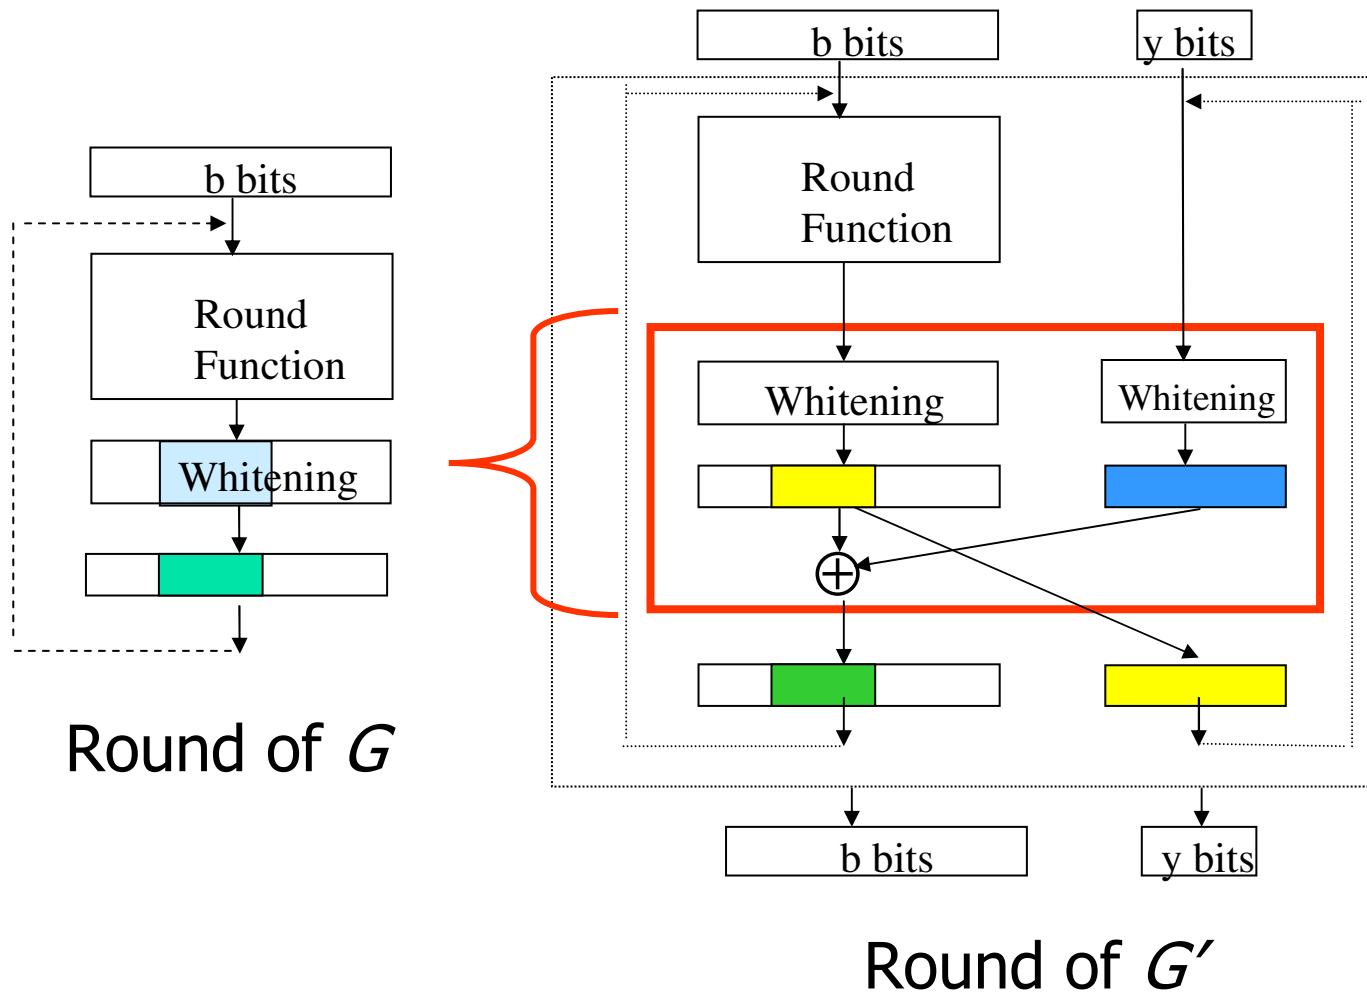 b bits
Round
Function
Whitening
Round of G
b bits
y bits
Round
Function
Whitening
Whitening
b bits
y bits
Round of G′